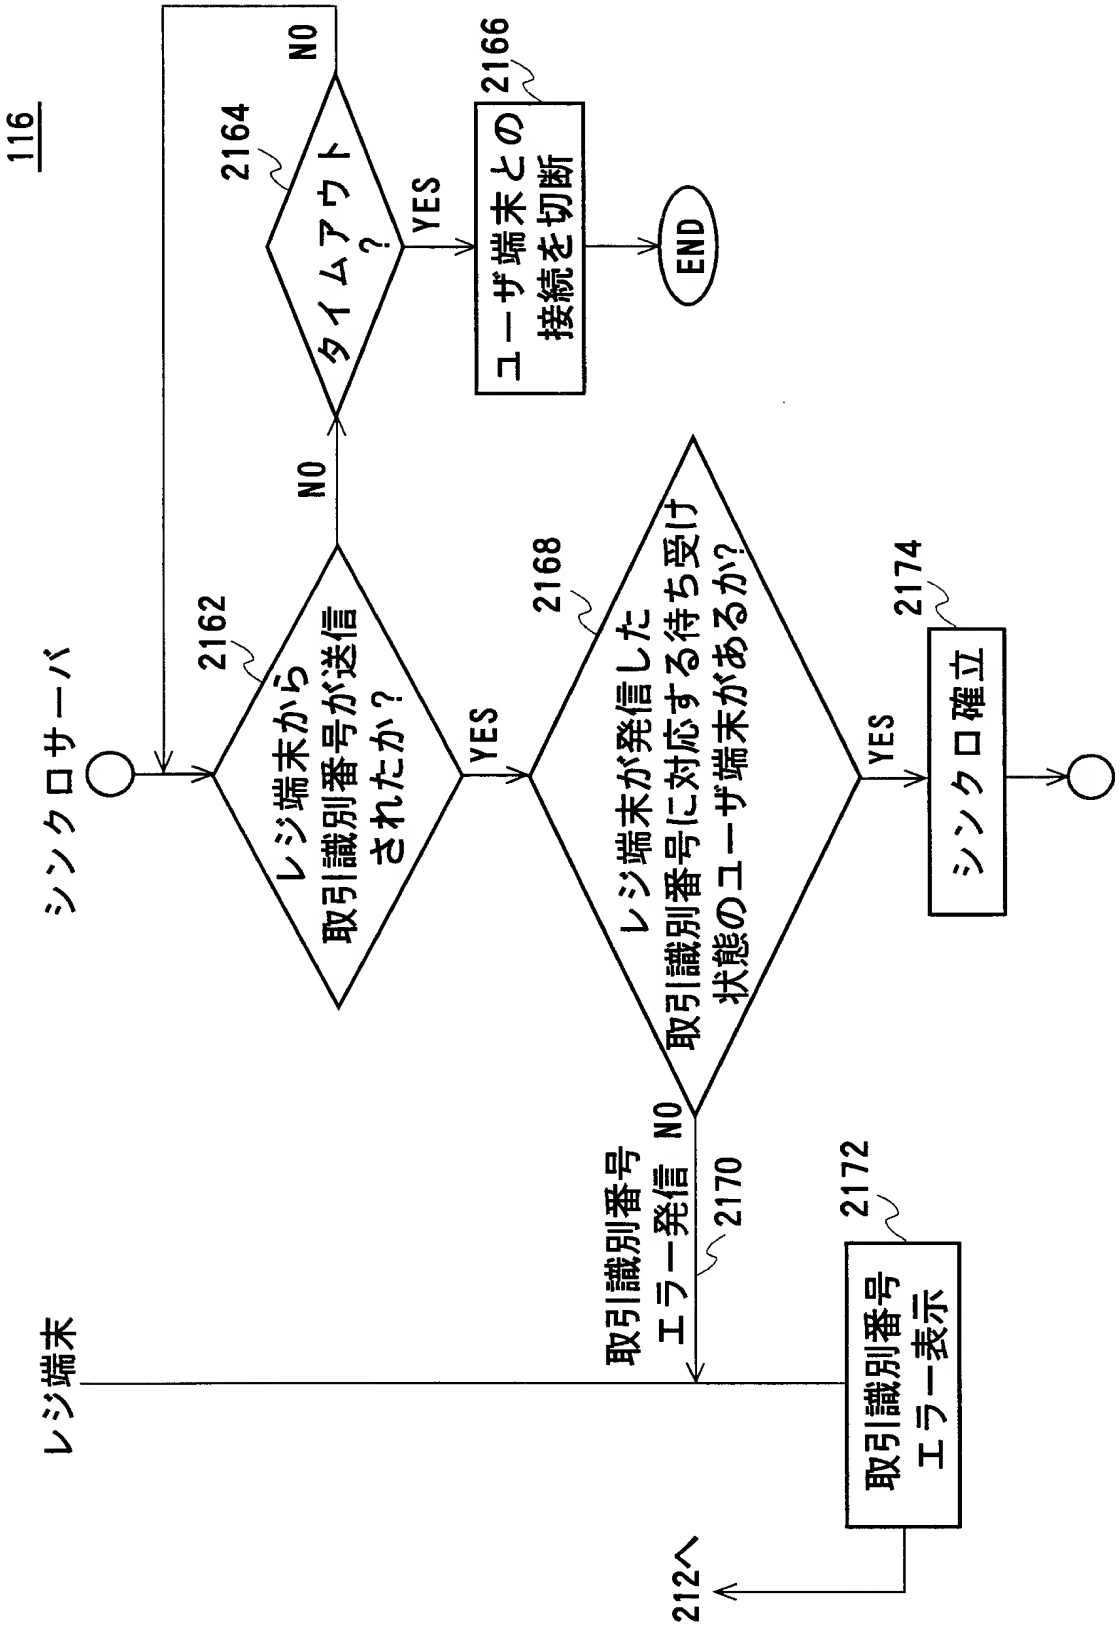 116
レジ端末
シンクロサーバ
2162
レジ端末から
取引識別番号が送信
されたか？
NO
2164
タイムアウト
？
NO
YES
2166
ユーザ端末との
接続を切断
END
YES
2168
レジ端末が発信した
取引識別番号に対応する待ち受け
状態のユーザ端末があるか？
取引識別番号
エラー発信
NO
2170
YES
2172
取引識別番号
エラー表示
212へ
2174
シンクロ確立